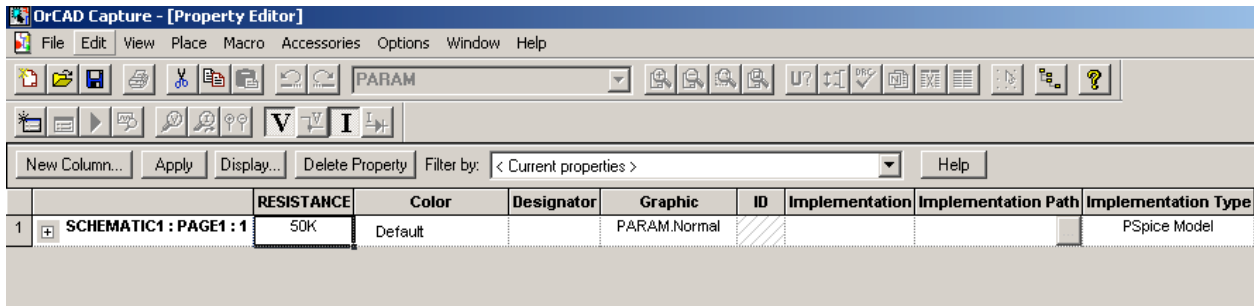 OrCAD Capture - [Property Editor]
File Edit View Place Macro Accessories Options Window Help
PARAM U? DRC
V V I I
New Column... Apply Display... Delete Property Filter by: < Current properties > Help
RESISTANCE Color Designator Graphic ID Implementation Implementation Path Implementation Type
1 + SCHEMATIC1 : PAGE1 : 1 50K Default PARAM.Normal ... PSpice Model